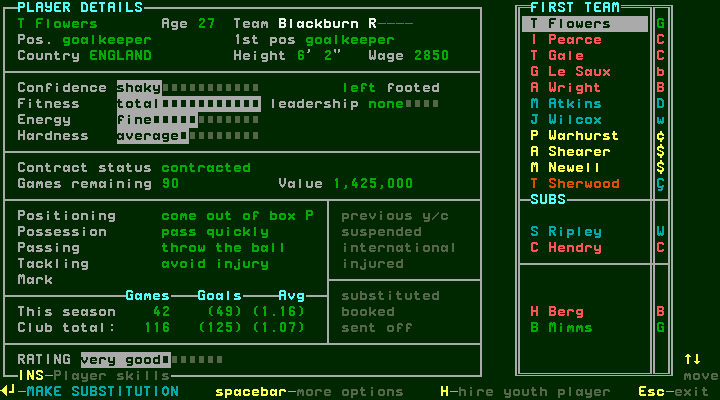 PLAYER DETAILS
T Flowers Age 27 Team Blackburn R
Pos. goalkeeper 1st pos goalkeeper
Country ENGLAND Height 6' 2" Wage 2850
Confidence shaky left footed
Fitness total leadership none
Energy fine
Hardness average
Contract status contracted
Games remaining 90 Value 1,425,000
Positioning come out of box P
Possession pass quickly
Passing throw the ball
Tackling avoid injury
Mark
previous y/c
suspended
international
injured
Games Goals Avg
This season 42 (49) (1.16)
Club total: 116 (125) (1.07)
substituted
booked
sent off
RATING very good
INS-Player skills
FIRST TEAM
T Flowers G
I Pearce C
T Gale C
G Le Saux b
A Wright B
M Atkins D
J Wilcox w
P Warhurst ¢
A Shearer $
M Newell $
T Sherwood Ç
SUBS
S Ripley W
C Hendry C
H Berg B
B Mimms G
↑↓
move
↵-MAKE SUBSTITUTION spacebar-more options H-hire youth player Esc-exit